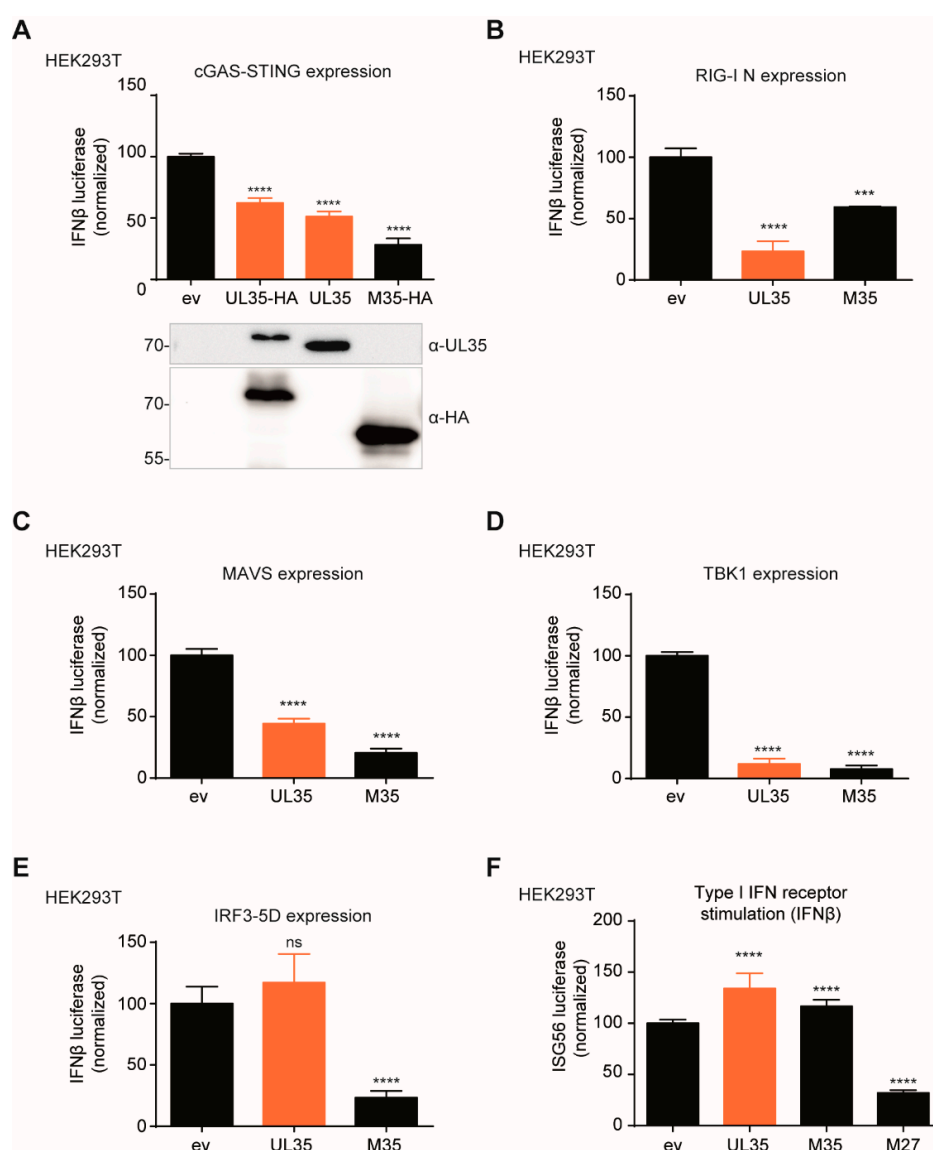 A
HEK293T
cGAS-STING expression
IFNβ luciferase
(normalized)
150
100
50
0
****
****
****
ev UL35-HA UL35 M35-HA
70-
α-UL35
70-
55-
α-HA
B
HEK293T
RIG-I N expression
IFNβ luciferase
(normalized)
150
100
50
0
****
***
ev UL35 M35
C
HEK293T
MAVS expression
IFNβ luciferase
(normalized)
150
100
50
0
****
****
ev UL35 M35
D
HEK293T
TBK1 expression
IFNβ luciferase
(normalized)
150
100
50
0
****
****
ev UL35 M35
E
HEK293T
IRF3-5D expression
IFNβ luciferase
(normalized)
150
100
50
0
ns
****
ev UL35 M35
F
HEK293T
Type I IFN receptor
stimulation (IFNβ)
ISG56 luciferase
(normalized)
200
150
100
50
0
****
****
****
ev UL35 M35 M27